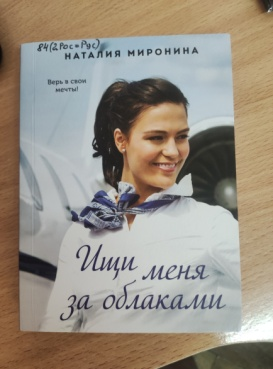 84(2Рос=Рус)
НАТАЛИЯ МИРОНИНА
Верь в свои
мечты!
Ищи меня
за облаками